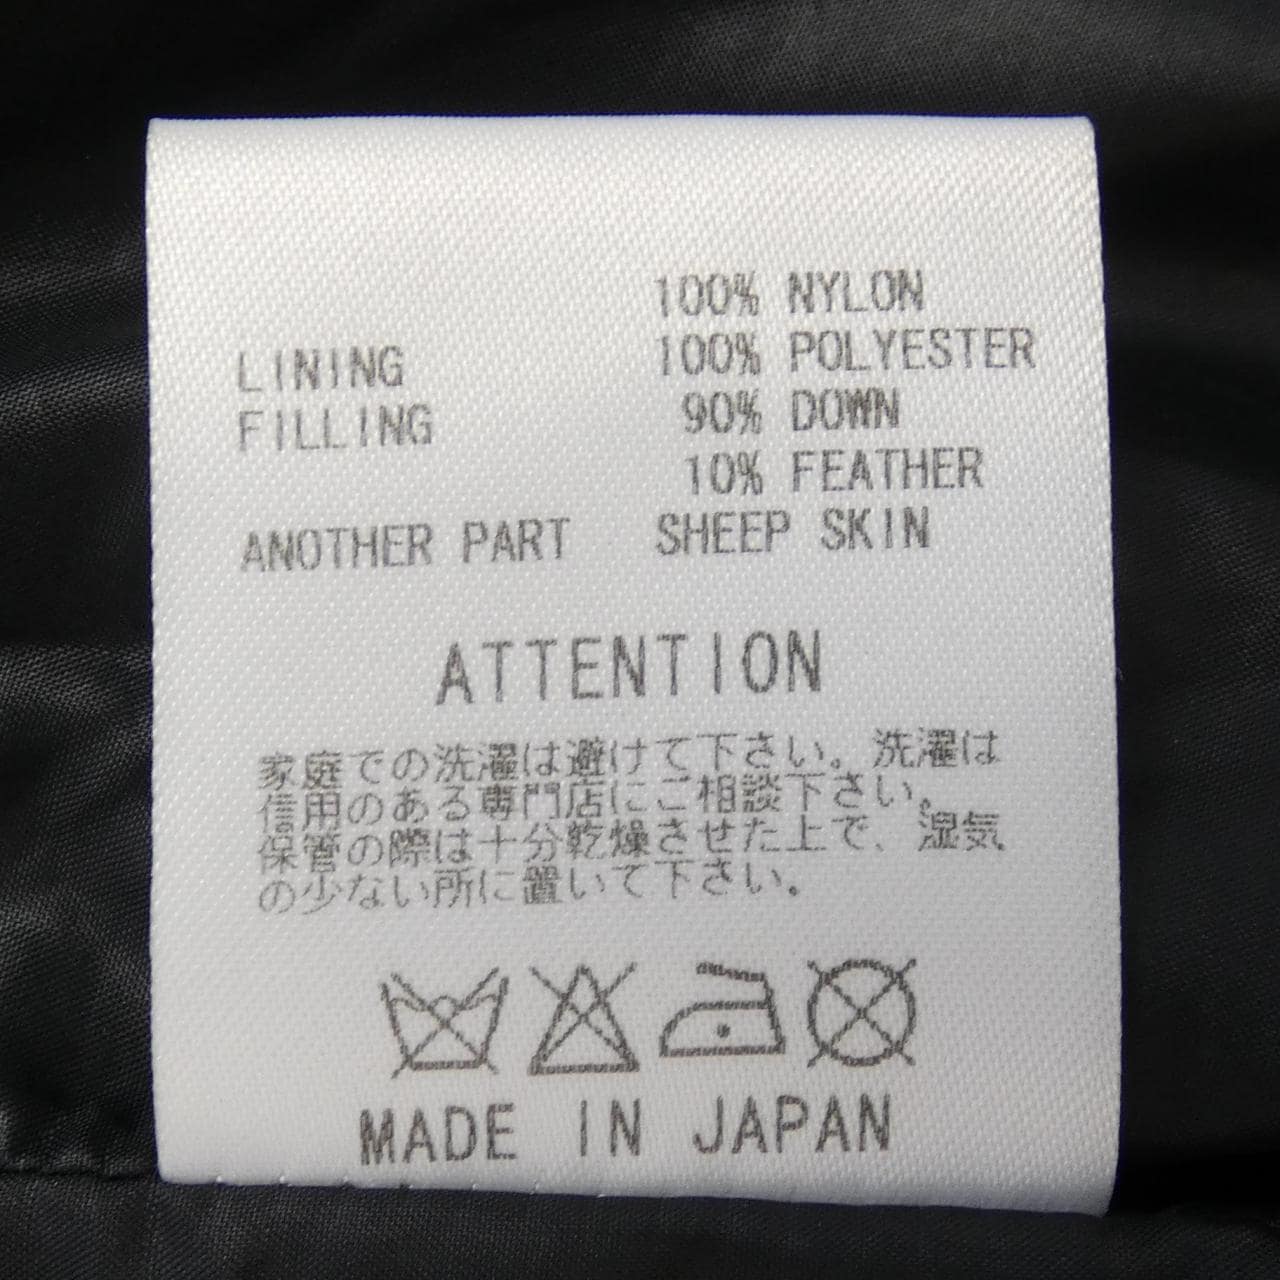 100% NYLON
LINING 100% POLYESTER
FILLING 90% DOWN
10% FEATHER
ANOTHER PART SHEEP SKIN
ATTENTION
家庭での洗濯は避けて下さい。洗濯は
信用のある専門店にご相談下さい。
保管の際は十分乾燥させた上で、湿気
の少ない所に置いて下さい。
MADE IN JAPAN